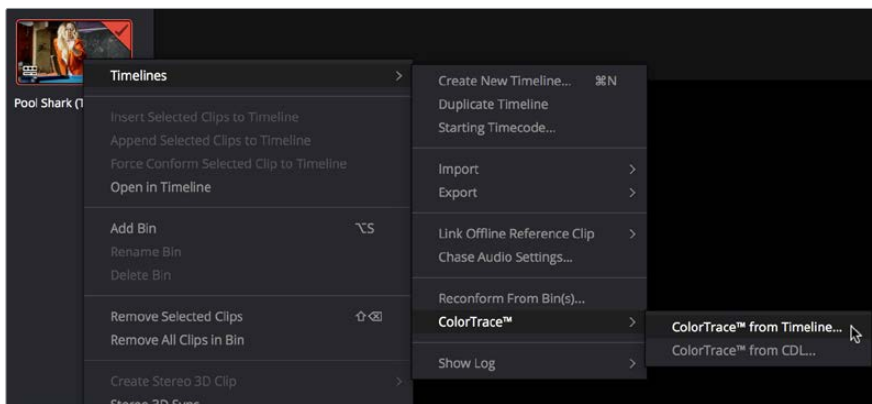 Pool Shark (T
Timelines >
Insert Selected Clips to Timeline
Append Selected Clips to Timeline
Force Conform Selected Clip to Timeline
Open in Timeline
Add Bin ⌥S
Rename Bin
Delete Bin
Remove Selected Clips ⇧⌫
Remove All Clips in Bin
Create Stereo 3D Clip >
Stereo 3D Sync
Create New Timeline... ⌘N
Duplicate Timeline
Starting Timecode...
Import >
Export >
Link Offline Reference Clip >
Chase Audio Settings...
Reconform From Bin(s)...
ColorTrace™ >
Show Log >
ColorTrace™ from Timeline...
ColorTrace™ from CDL...